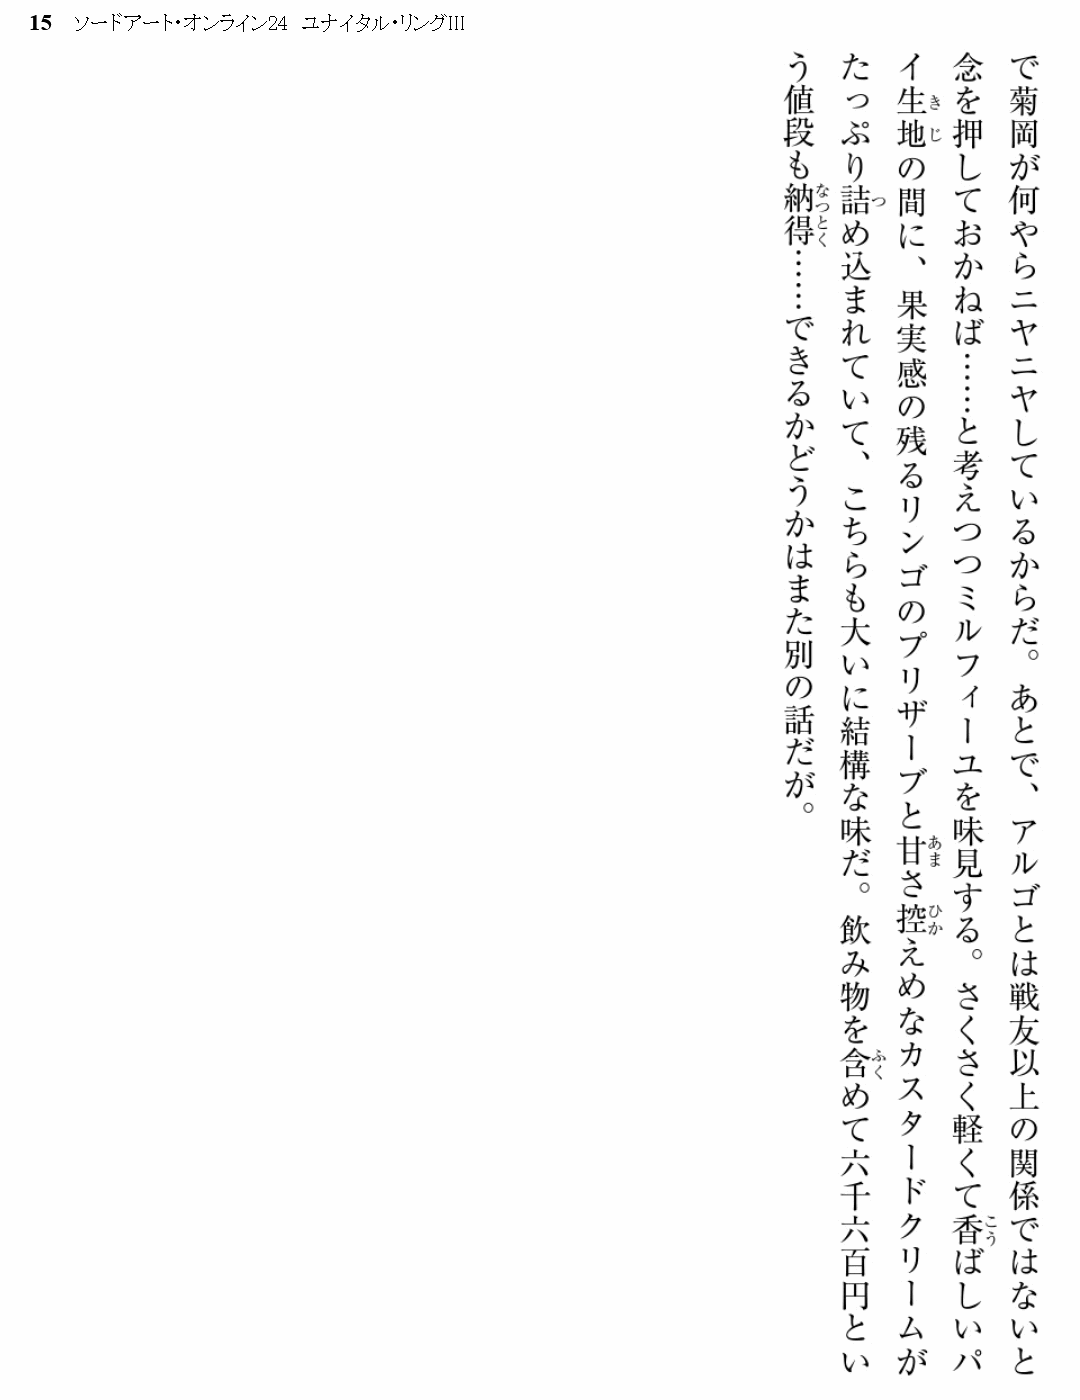 15 ソードアート・オンライン24 ユナイタル・リングIII
で菊岡が何やらニヤニヤしているからだ。あとで、アルゴとは戦友以上の関係ではないと
念を押しておかねば……と考えつつミルフィーユを味見する。さくさく軽くて香ばしいパ
イ生地の間に、果実感の残るリンゴのプリザーブと甘さ控えめなカスタードクリームが
たっぷり詰め込まれていて、こちらも大いに結構な味だ。飲み物を含めて六千六百円とい
う値段も納得……できるかどうかはまた別の話だが。